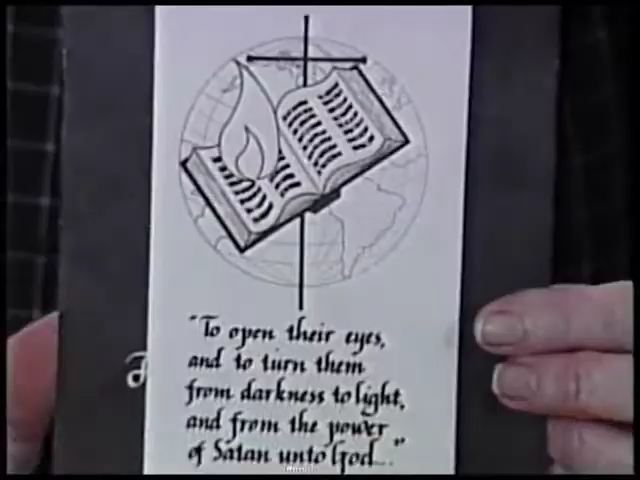 "To open their eyes,
and to turn them
from darkness to light,
and from the power
of Satan unto God..."